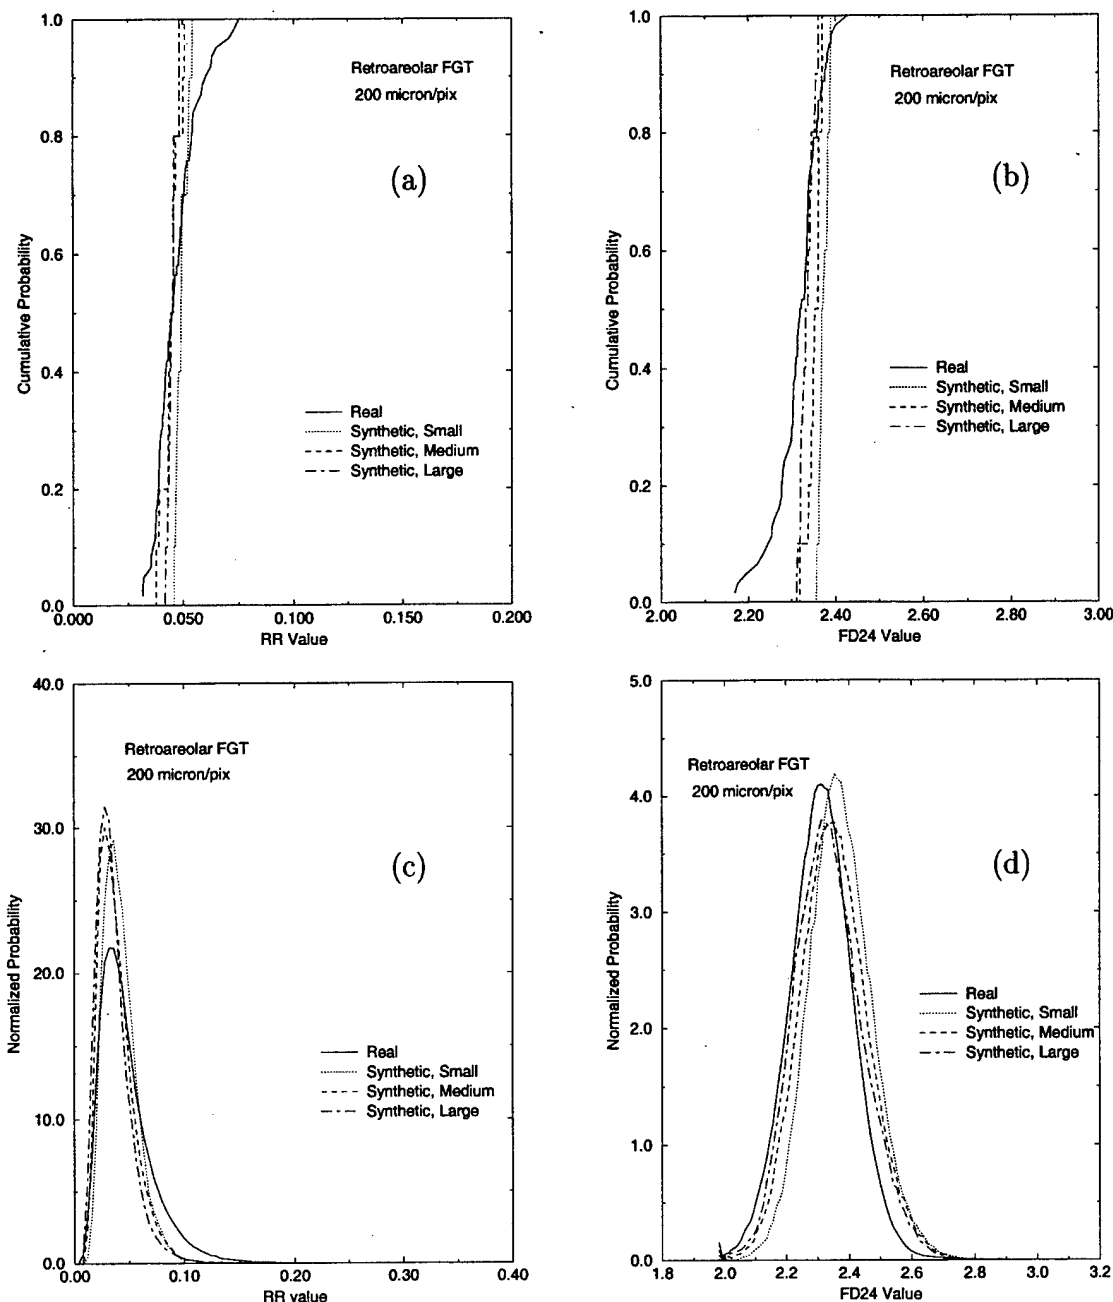 1.0
0.8
0.6
0.4
0.2
0.0
Cumulative Probability
Retroareolar FGT
200 micron/pix
(a)
Real
Synthetic, Small
Synthetic, Medium
Synthetic, Large
0.000
0.050
0.100
0.150
0.200
RR Value
1.0
0.8
0.6
0.4
0.2
0.0
Cumulative Probability
Retroareolar FGT
200 micron/pix
(b)
Real
Synthetic, Small
Synthetic, Medium
Synthetic, Large
2.00
2.20
2.40
2.60
2.80
3.00
FD24 Value
40.0
30.0
20.0
10.0
0.0
Normalized Probability
Retroareolar FGT
200 micron/pix
(c)
Real
Synthetic, Small
Synthetic, Medium
Synthetic, Large
0.00
0.10
0.20
0.30
0.40
RR value
5.0
4.0
3.0
2.0
1.0
0.0
Normalized Probability
Retroareolar FGT
200 micron/pix
(d)
Real
Synthetic, Small
Synthetic, Medium
Synthetic, Large
1.8
2.0
2.2
2.4
2.6
2.8
3.0
3.2
FD24 Value